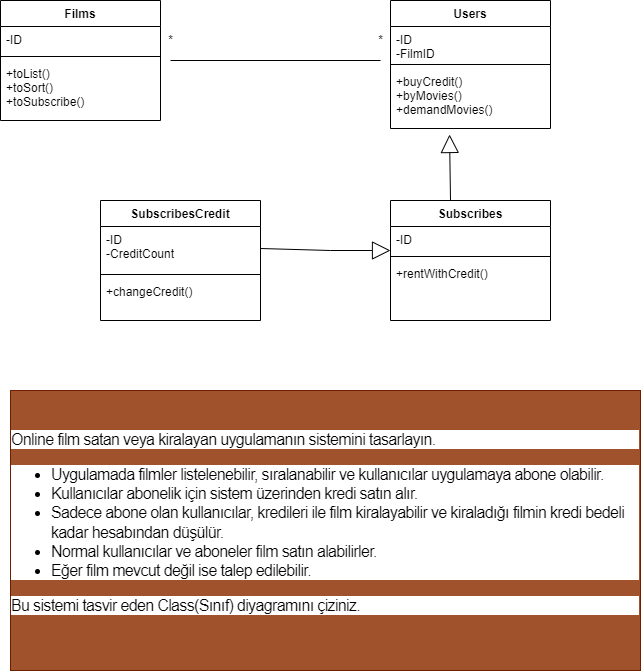 Films
-ID
+toList()
+toSort()
+toSubscribe()
*
*
Users
-ID
-FilmID
+buyCredit()
+byMovies()
+demandMovies()
SubscribesCredit
-ID
-CreditCount
+changeCredit()
Subscribes
-ID
+rentWithCredit()
Online film satan veya kiralayan uygulamanın sistemini tasarlayın.
• Uygulamada filmler listelenebilir, sıralanabilir ve kullanıcılar uygulamaya abone olabilir.
• Kullanıcılar abonelik için sistem üzerinden kredi satın alır.
• Sadece abone olan kullanıcılar, kredileri ile film kiralayabilir ve kiraladığı filmin kredi bedeli
kadar hesabından düşülür.
• Normal kullanıcılar ve aboneler film satın alabilirler.
• Eğer film mevcut değil ise talep edilebilir.
Bu sistemi tasvir eden Class(Sınıf) diyagramını çiziniz.